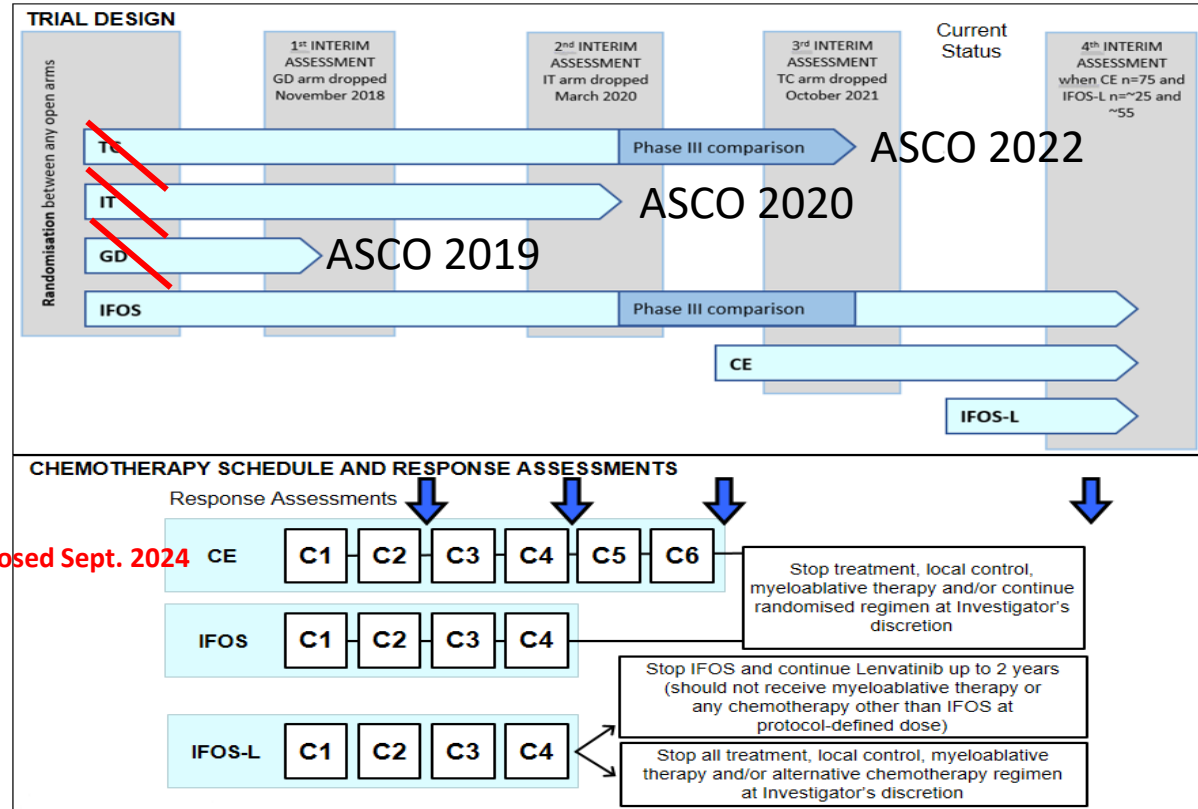 TRIAL DESIGN
Randomisation between any open arms
1st INTERIM
ASSESSMENT
GD arm dropped
November 2018
2nd INTERIM
ASSESSMENT
IT arm dropped
March 2020
3rd INTERIM
ASSESSMENT
TC arm dropped
October 2021
Current
Status
4th INTERIM
ASSESSMENT
when CE n=75 and
IFOS-L n=~25 and
~55
TC
Phase III comparison
ASCO 2022
IT
ASCO 2020
GD
ASCO 2019
IFOS
Phase III comparison
CE
IFOS-L
CHEMOTHERAPY SCHEDULE AND RESPONSE ASSESSMENTS
Response Assessments
osed Sept. 2024
CE
C1
C2
C3
C4
C5
C6
Stop treatment, local control,
myeloablative therapy and/or continue
randomised regimen at Investigator's
discretion
IFOS
C1
C2
C3
C4
Stop IFOS and continue Lenvatinib up to 2 years
(should not receive myeloablative therapy or
any chemotherapy other than IFOS at
protocol-defined dose)
IFOS-L
C1
C2
C3
C4
Stop all treatment, local control, myeloablative
therapy and/or alternative chemotherapy regimen
at Investigator's discretion